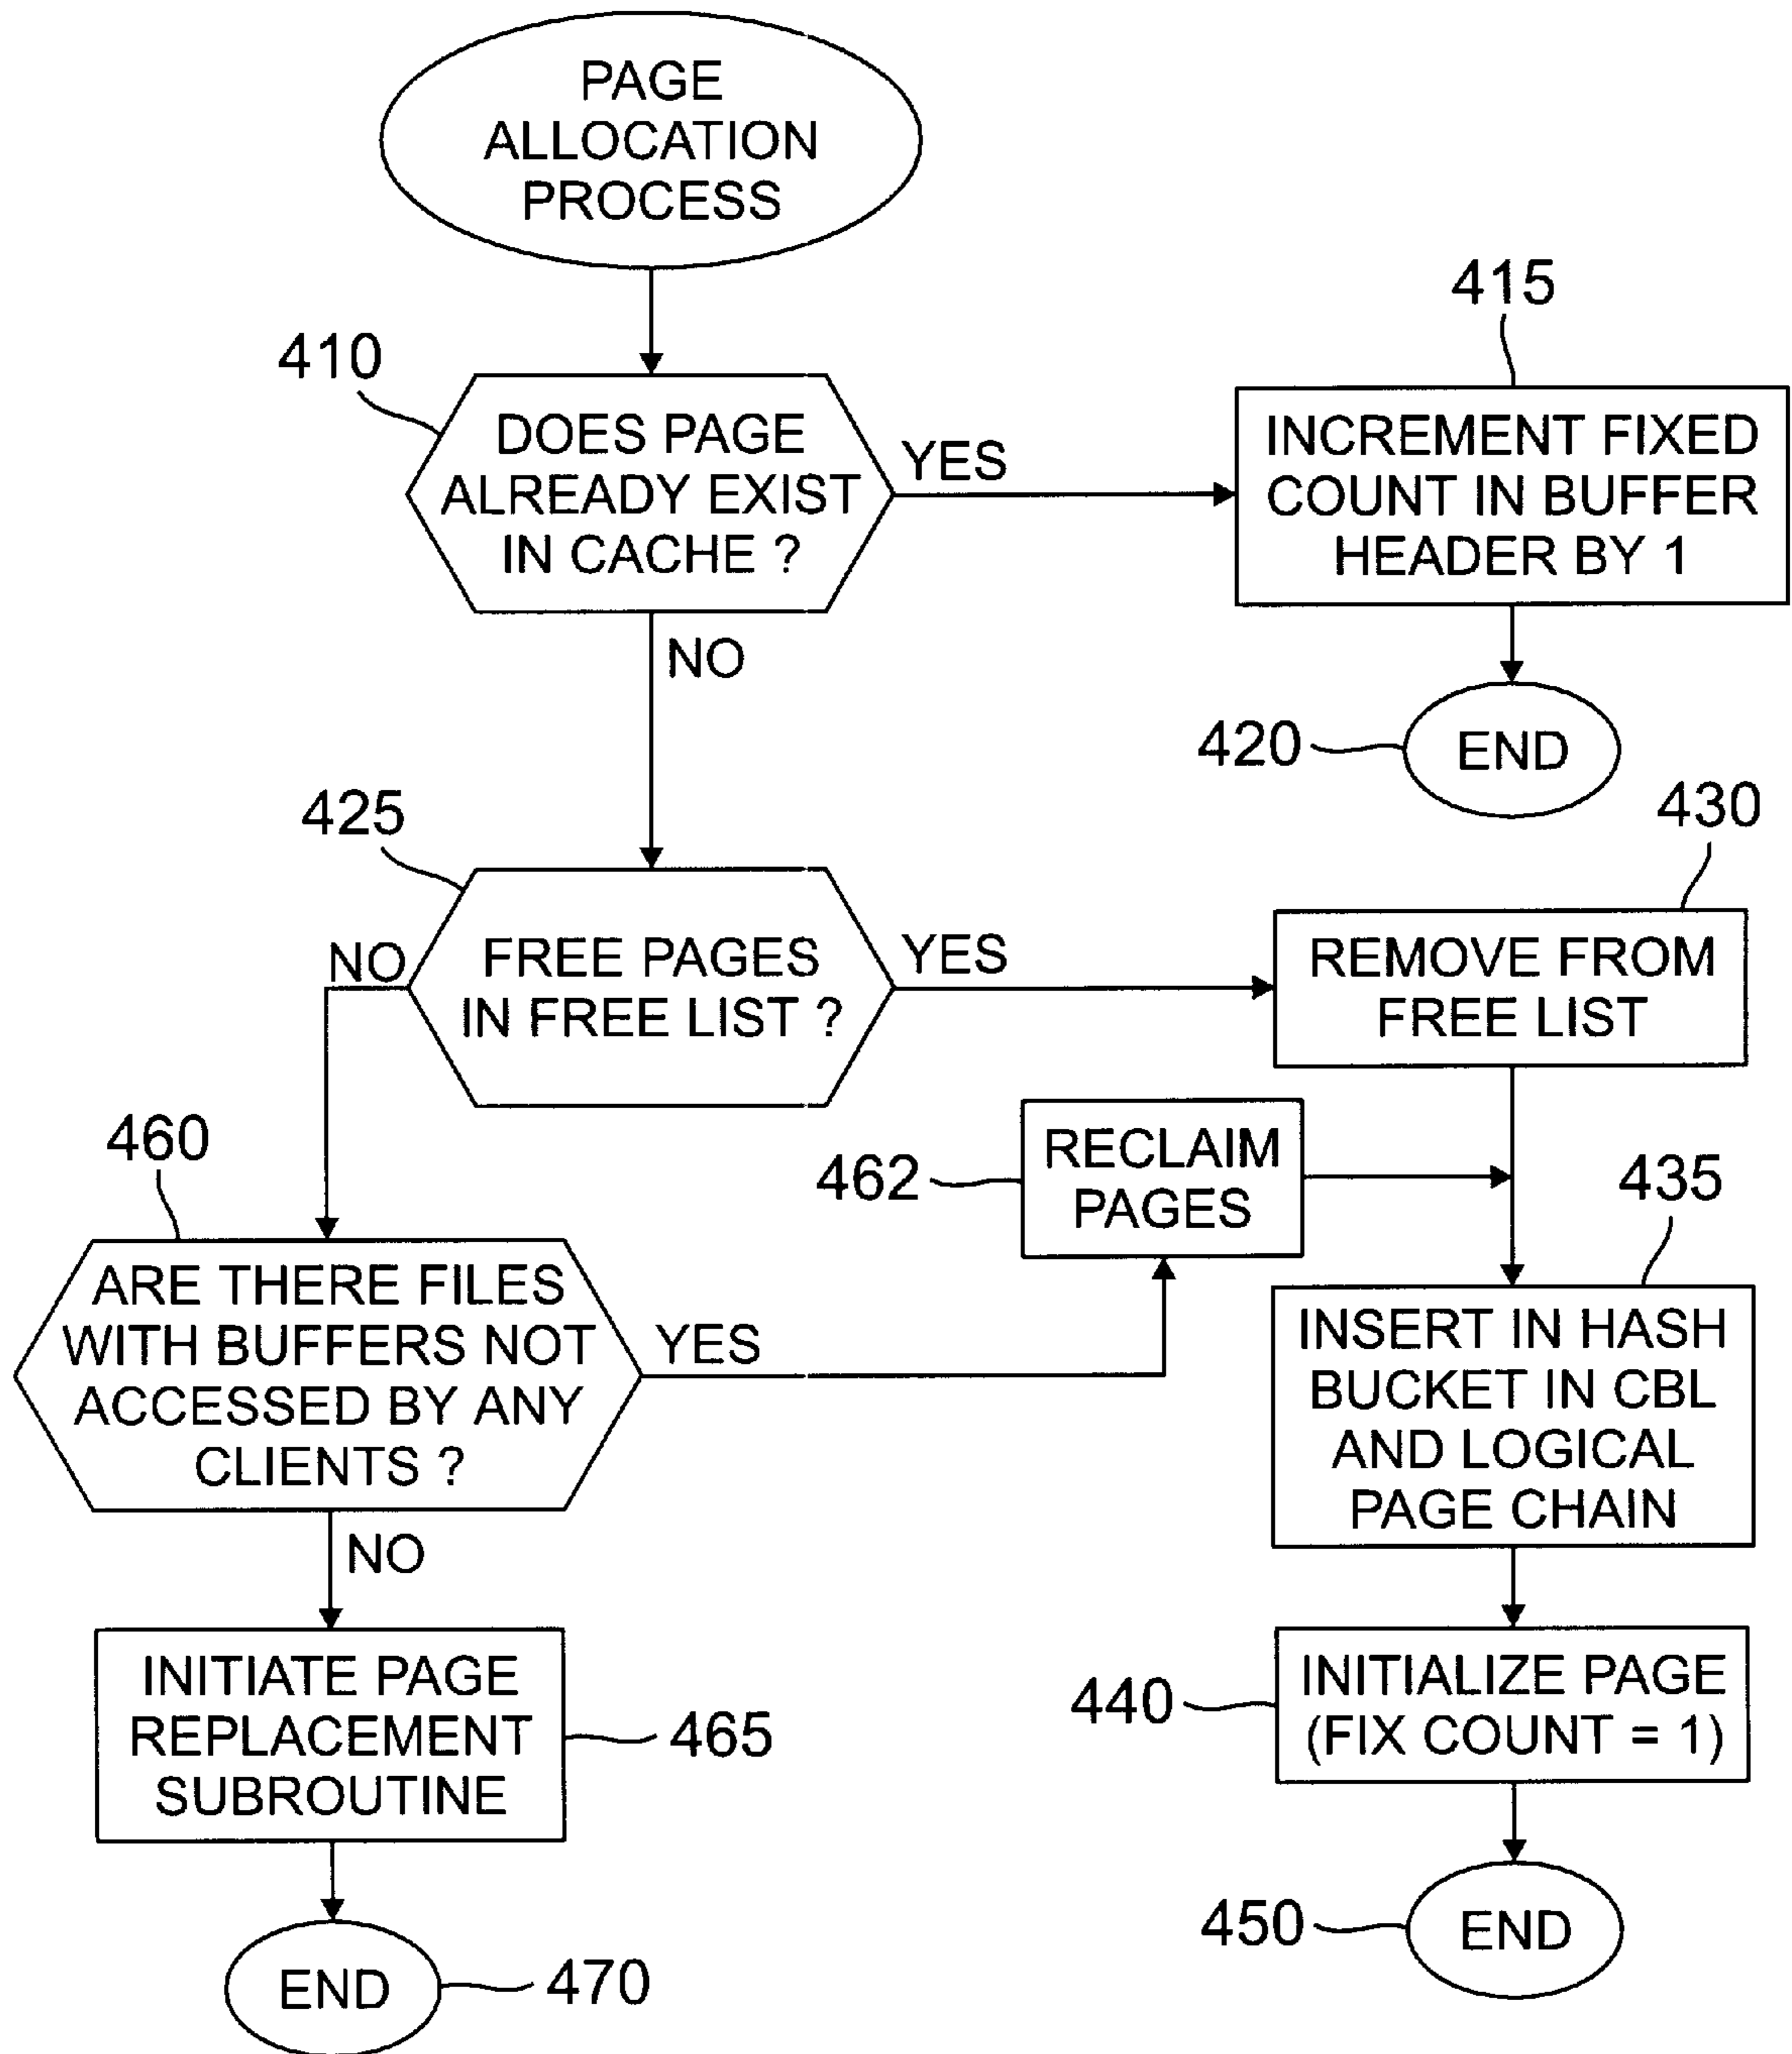 PAGE
ALLOCATION
PROCESS
415
410
DOES PAGE
ALREADY EXIST
IN CACHE ?
YES
INCREMENT FIXED
COUNT IN BUFFER
HEADER BY 1
NO
420
END
425
430
NO
FREE PAGES
IN FREE LIST ?
YES
REMOVE FROM
FREE LIST
460
462
RECLAIM
PAGES
435
ARE THERE FILES
WITH BUFFERS NOT
ACCESSED BY ANY
CLIENTS ?
YES
INSERT IN HASH
BUCKET IN CBL
AND LOGICAL
PAGE CHAIN
NO
INITIATE PAGE
REPLACEMENT
SUBROUTINE
465
440
INITIALIZE PAGE
(FIX COUNT = 1)
450
END
END
470